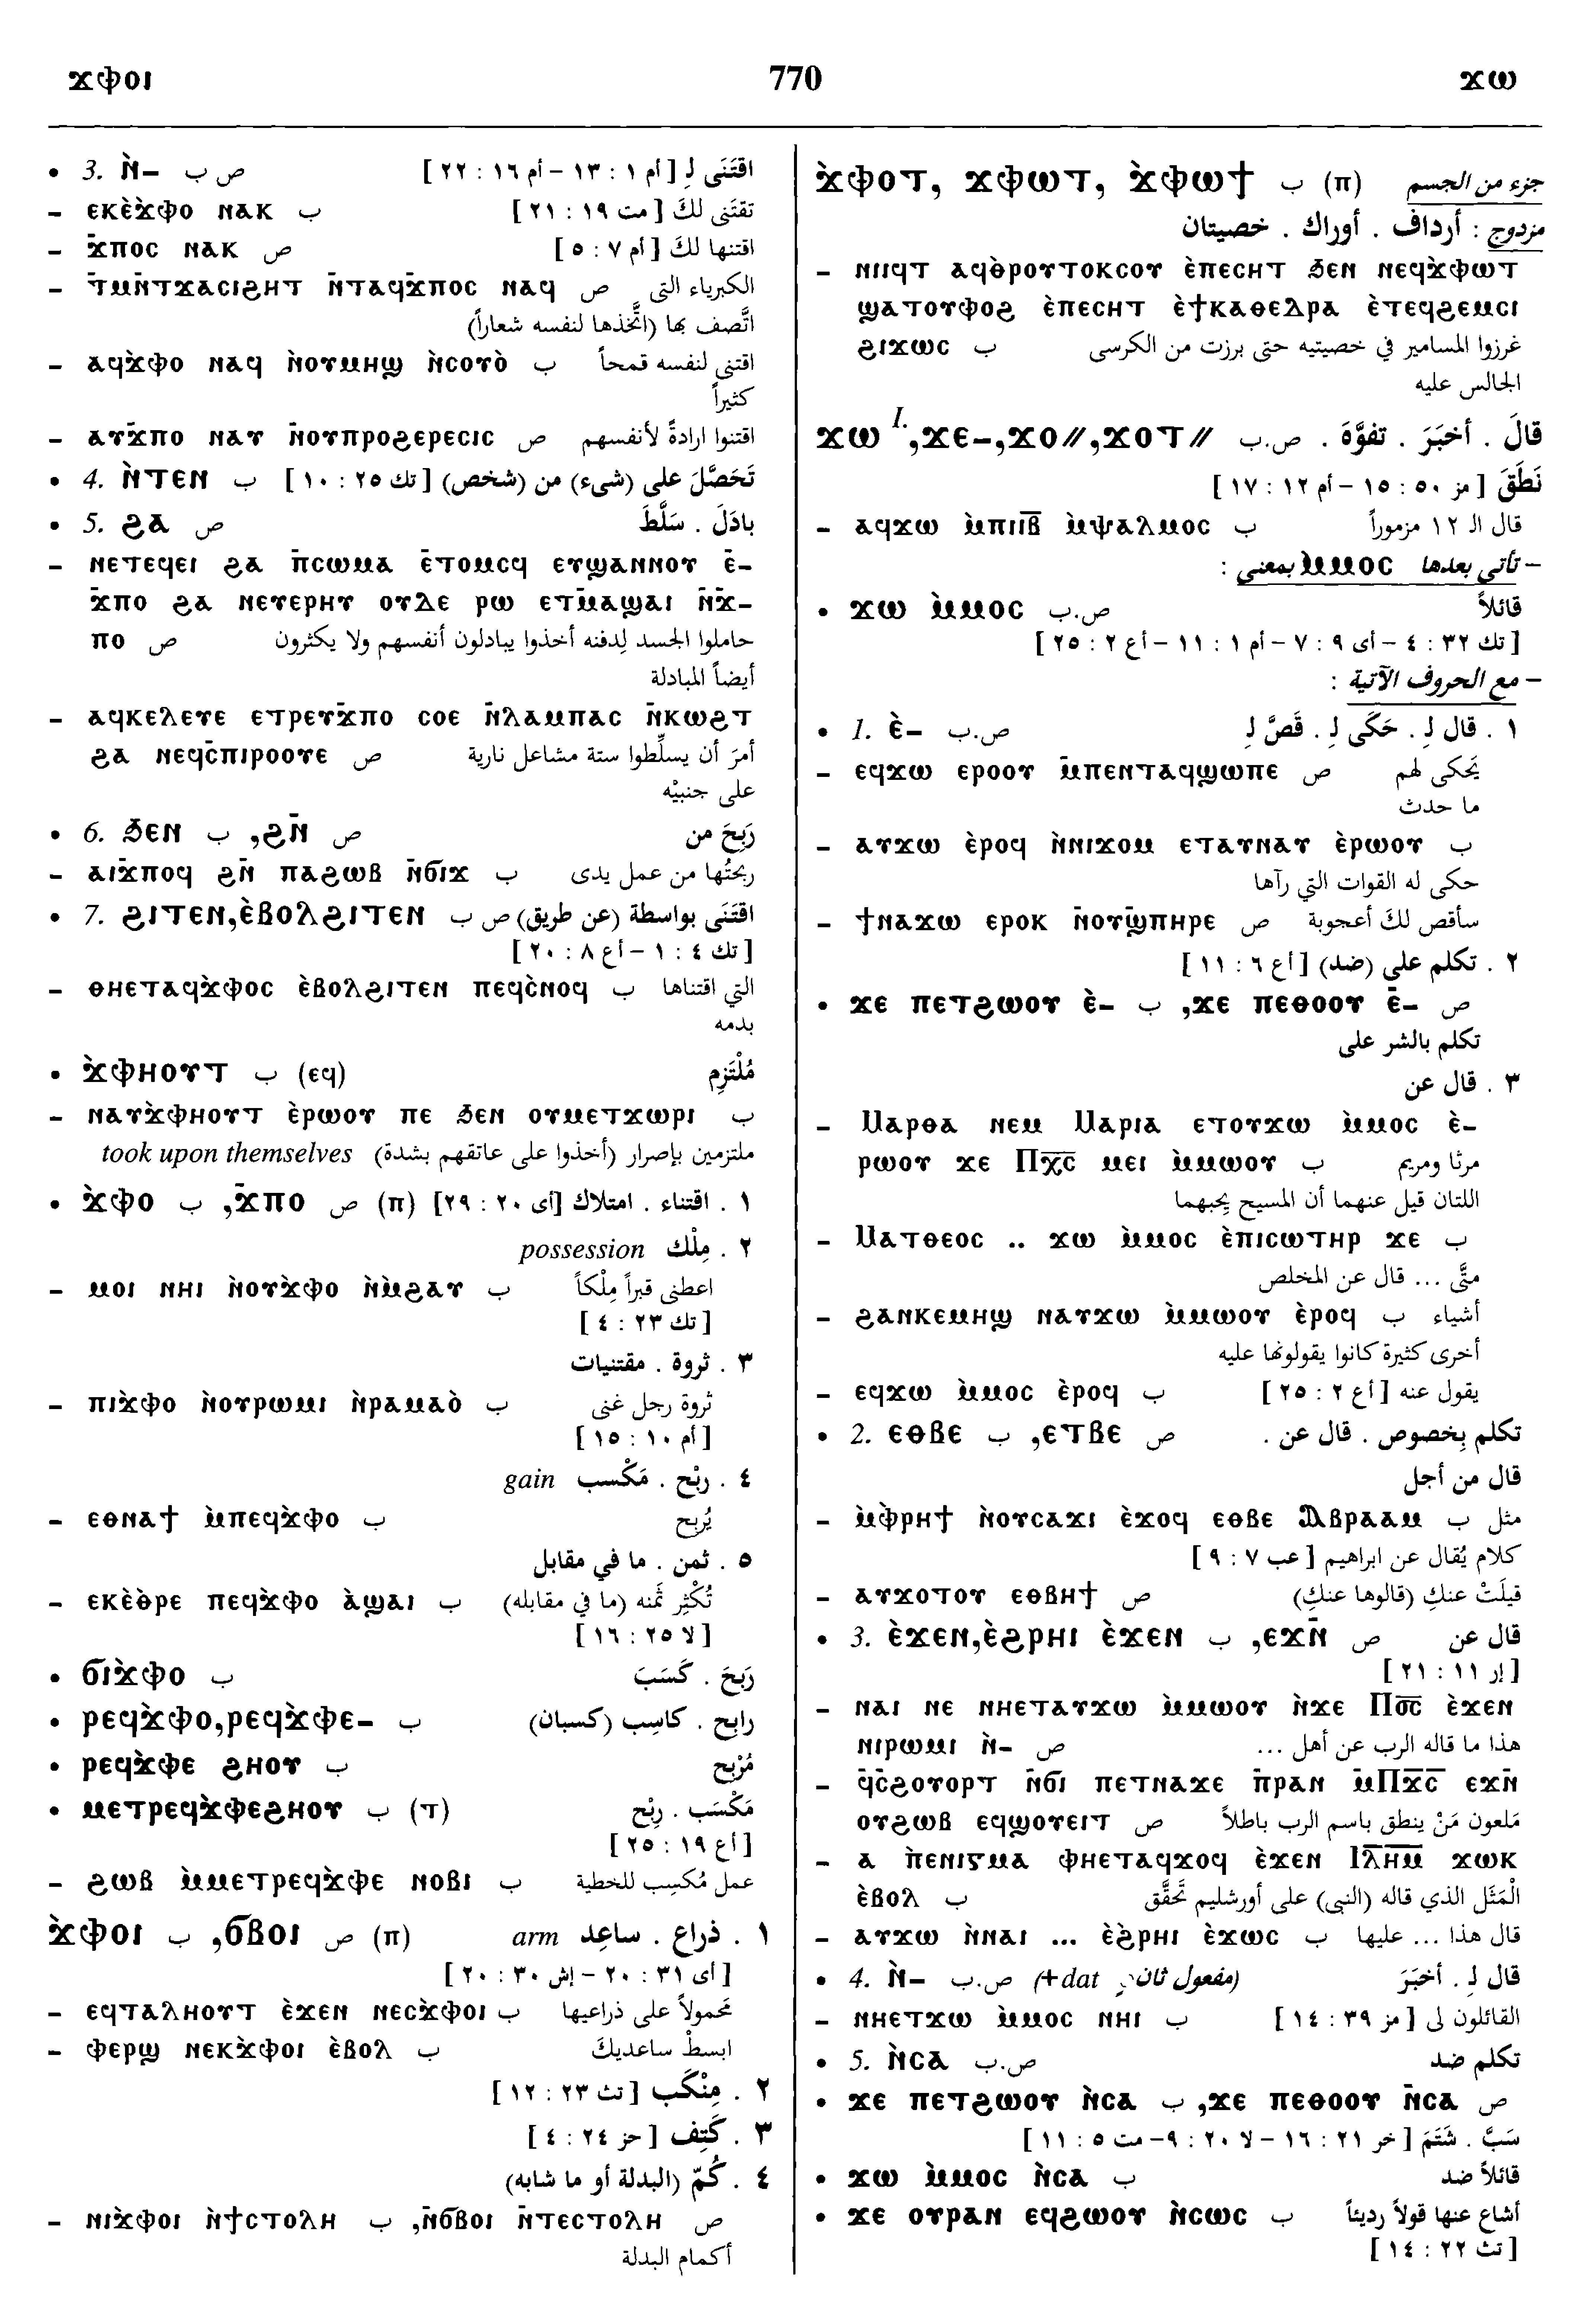 ϫⲫⲟⲓ 770 ϫⲱ
• 3. ⲛ̀– ص ب اقتَنَى لـِ [أم ١ : ١٣ – أم ١٦ : ٢٢]
– ⲉⲕⲉ̀ϫ̀ⲫⲟ ⲛⲁⲕ ب تقتَنى لكَ [مت ١٩ : ٢١]
– ϫ̄ⲡⲟⲥ ⲛⲁⲕ ص اقتنها لكَ [أم ٧ : ٥]
– ⲧ̄ⲙⲛ̄ⲧϫⲁⲥⲓϩⲏⲧ ⲛ̄ⲧⲁϥϫ̄ⲡⲟⲥ ⲛⲁϥ ص الكبرياء التى
اتَّصف بها (اتَّخذها لنفسه شعاراً)
– ⲁϥϫ̀ⲫⲟ ⲛⲁϥ ⲛ̀ⲟⲩⲙⲏϣ ⲛ̀ⲥⲟⲩⲟ̀ ب اقتنى لنفسه قمحاً
كثيراً
– ⲁⲩϫ̄ⲡⲟ ⲛⲁⲩ ⲛ̄ⲟⲩⲡⲣⲟϩⲉⲣⲉⲥⲓⲥ ص اقتنوا ارادةً لأنفسهم
• 4. ⲛ̀ⲧⲉⲛ ب تَحَصَّلَ على (شىء) من (شخص) [تك ٢٥ : ١٠]
• 5. ϩⲁ ص بادَلَ . سَلَّطَ
– ⲛⲉⲧⲉϥⲉⲓ ϩⲁ ⲡ̄ⲥⲱⲙⲁ ⲉ̄ⲧⲟⲙⲥϥ ⲉⲩϣⲁⲛⲛⲟⲩ ⲉ̄–
ϫ̄ⲡⲟ ϩⲁ ⲛⲉⲩⲉⲣⲏⲩ ⲟⲩⲇⲉ ⲣⲱ ⲉⲧⲙ̄ⲁϣⲁⲓ ⲛ̄ϫ̄–
ⲡⲟ ص حاملوا الجسد لِدفنه أخذوا يبادلون أنفسهم ولا يكثرون
أيضاً المبادلة
– ⲁϥⲕⲉⲗⲉⲩⲉ ⲉⲧⲣⲉⲩϫ̄ⲡⲟ ⲥⲟⲉ ⲛ̄ⲗⲁⲙⲡⲁⲥ ⲛ̄ⲕⲱϩⲧ
ϩⲁ ⲛⲉϥⲥ̄ⲡⲓⲣⲟⲟⲩⲉ ص أمرَ أن يسلِّطوا ستة مشاعل نارية
على جنبيْه
• 6. ϧⲉⲛ ب ,ϩⲛ̄ ص رَبِحَ من
– ⲁⲓϫ̄ⲡⲟϥ ϩⲛ̄ ⲡⲁϩⲱⲃ ⲛ̄ϭⲓϫ ب ربحتُها من عمل يدى
• 7. ϩⲓⲧⲉⲛ,ⲉ̀ⲃⲟⲗϩⲓⲧⲉⲛ ص ب اقتَنَى بواسطة (عن طريق)
[تك ٤ : ١ – أع ٨ : ٢٠]
– ⲑⲏⲉⲧⲁϥϫ̀ⲫⲟⲥ ⲉ̀ⲃⲟⲗϩⲓⲧⲉⲛ ⲡⲉϥⲥ̀ⲛⲟϥ ب التي اقتناها
بدمه
• ϫ̀ⲫⲏⲟⲩⲧ ب (ⲉϥ) مُلْتَزِم
– ⲛⲁⲩϫ̀ⲫⲏⲟⲩⲧ ⲉ̀ⲣⲱⲟⲩ ⲡⲉ ϧⲉⲛ ⲟⲩⲙⲉⲧϫⲱⲣⲓ ب
ملتزمين بإصرار (أخذوا على عاتقهم بشدة) took upon themselves
• ϫ̀ⲫⲟ ب ,ϫ̄ⲡⲟ ص (ⲡ) ١ . اقتناء . امتلاك [أى ٢٠ : ٢٩]
٢ . مِلْك possession
– ⲙⲟⲓ ⲛⲏⲓ ⲛ̀ⲟⲩϫ̀ⲫⲟ ⲛ̀ⲙ̀ϩⲁⲩ ب اعطنى قبراً مِلْكاً
[تك ٢٣ : ٤]
٣ . ثروة . مقتنيات
– ⲡⲓϫ̀ⲫⲟ ⲛ̀ⲟⲩⲣⲱⲙⲓ ⲛ̀ⲣⲁⲙⲁⲟ̀ ب ثروة رجل غنى
[أم ١٠ : ١٥]
٤ . رِبْح . مَكْسب gain
– ⲉⲑⲛⲁϯ ⲙ̀ⲡⲉϥϫ̀ⲫⲟ ب يُربح
٥ . ثمن . ما في مقابل
– ⲉⲕⲉ̀ⲑⲣⲉ ⲡⲉϥϫ̀ⲫⲟ ⲁ̀ϣⲁⲓ ب تُكْثِر ثَمنه (ما في مقابله)
[لا ٢٥ : ١٦]
• ϭⲓϫ̀ⲫⲟ ب رَبَحَ . كَسَبَ
• ⲣⲉϥϫ̀ⲫⲟ,ⲣⲉϥϫ̀ⲫⲉ– ب رابِح . كاسِب (كسبان)
• ⲣⲉϥϫ̀ⲫⲉ ϩⲏⲟⲩ ب مُرْبح
• ⲙⲉⲧⲣⲉϥϫ̀ⲫⲉϩⲏⲟⲩ ب (ⲧ) مَكْسَب . رِبْح
[أع ١٩ : ٢٥]
– ϩⲱⲃ ⲙ̀ⲙⲉⲧⲣⲉϥϫ̀ⲫⲉ ⲛⲟⲃⲓ ب عمل مُكسِب للخطية
ϫ̀ⲫⲟⲓ ب ,ϭⲃⲟⲓ ص (ⲡ) ١ . ذراع . ساعِد arm
[أى ٣١ : ٢٠ – إش ٣٠ : ٢٠]
– ⲉϥⲧⲁⲗⲏⲟⲩⲧ ⲉ̀ϫⲉⲛ ⲛⲉⲥϫ̀ⲫⲟⲓ ب محمولاً على ذراعيها
– ⲫⲉⲣϣ ⲛⲉⲕϫ̀ⲫⲟⲓ ⲉ̀ⲃⲟⲗ ب ابسطْ ساعديكَ
٢ . مِنْكَب [تث ٢٣ : ١٢]
٣ . كَتِف [حز ٢٤ : ٤]
٤ . كُمّ (البدلة أو ما شابه)
– ⲛⲓϫ̀ⲫⲟⲓ ⲛ̀ϯⲥⲧⲟⲗⲏ ب ,ⲛ̄ϭⲃⲟⲓ ⲛ̄ⲧⲉⲥⲧⲟⲗⲏ ص
أكمام البدلة
ϫ̀ⲫⲟⲧ, ϫⲫⲱⲧ, ϫ̀ⲫⲱϯ ب (ⲡ) جزء من الجسم
مزدوج : أرداف . أوراك . خصيتان
– ⲛⲓⲓϥⲧ ⲁϥⲑⲣⲟⲩⲧⲟⲕⲥⲟⲩ ⲉ̀ⲡⲉⲥⲏⲧ ϧⲉⲛ ⲛⲉϥϫ̀ⲫⲱⲧ
ϣⲁⲧⲟⲩⲫⲟϩ ⲉ̀ⲡⲉⲥⲏⲧ ⲉ̀ϯⲕⲁⲑⲉⲇⲣⲁ ⲉ̀ⲧⲉϥϩⲉⲙⲥⲓ
ϩⲓϫⲱⲥ ب غرزوا المسامير في خصيتيه حتى برزت من الكرسى
الجالس عليه
ϫⲱ I.,ϫⲉ–,ϫⲟ//,ϫⲟⲧ// ص.ب قالَ . أخبَرَ . تفوَّهَ .
نَطَقَ [مز ٥٠ : ١٥ – أم ١٢ : ١٧]
– ⲁϥϫⲱ ⲙ̀ⲡⲓⲓⲃ̅ ⲙ̀ⲯⲁⲗⲙⲟⲥ ب قال الـ ١٢ مزموراً
– تأتى بعدها ⲙ̀ⲙⲟⲥ بمعنى :
• ϫⲱ ⲙ̀ⲙⲟⲥ ص.ب قائلاً
[تك ٣٢ : ٤ – أى ٩ : ٧ – أم ١ : ١١ – أع ٢ : ٢٥]
– مع الحروف الآتية :
• 1. ⲉ̀– ص.ب ١ . قال لـِ . حَكَى لـِ . قَصَّ لـِ
– ⲉϥϫⲱ ⲉⲣⲟⲟⲩ ⲙ̄ⲡⲉⲛⲧⲁϥϣⲱⲡⲉ ص يَحكى لهم
ما حدث
– ⲁⲩϫⲱ ⲉ̀ⲣⲟϥ ⲛ̀ⲛⲓϫⲟⲙ ⲉⲧⲁⲩⲛⲁⲩ ⲉ̀ⲣⲱⲟⲩ ب
حكى له القوات التي رآها
– ϯⲛⲁϫⲱ ⲉⲣⲟⲕ ⲛ̄ⲟⲩϣ̄ⲡⲏⲣⲉ ص سأقص لكَ أعجوبة
٢ . تكلم على (ضد) [أع ٦ : ١١]
• ϫⲉ ⲡⲉⲧϩⲱⲟⲩ ⲉ̀– ب ,ϫⲉ ⲡⲉⲑⲟⲟⲩ ⲉ̄– ص
تكلم بالشر على
٣ . قال عن
– Ⲙⲁⲣⲑⲁ ⲛⲉⲙ Ⲙⲁⲣⲓⲁ ⲉⲧⲟⲩϫⲱ ⲙ̀ⲙⲟⲥ ⲉ̀–
ⲣⲱⲟⲩ ϫⲉ Ⲡⲭ̅ⲥ̅ ⲙⲉⲓ ⲙ̀ⲙⲱⲟⲩ ب مرثا ومريم
اللتان قيل عنهما أن المسيح يحبهما
– Ⲙⲁⲧⲑⲉⲟⲥ .. ϫⲱ ⲙ̀ⲙⲟⲥ ⲉ̀ⲡⲓⲥⲱⲧⲏⲣ ϫⲉ ب
متَّى ... قال عن المخلص
– ϩⲁⲛⲕⲉⲙⲏϣ ⲛⲁⲩϫⲱ ⲙ̀ⲙⲱⲟⲩ ⲉ̀ⲣⲟϥ ب أشياء
أخرى كثيرة كانوا يقولونها عليه
– ⲉϥϫⲱ ⲙ̀ⲙⲟⲥ ⲉ̀ⲣⲟϥ ب يقول عنه [أع ٢ : ٢٥]
• 2. ⲉⲑⲃⲉ ب ,ⲉⲧⲃⲉ ص تكلم بِخصوص . قال عن .
قال من أجل
– ⲙ̀ⲫⲣⲏϯ ⲛ̀ⲟⲩⲥⲁϫⲓ ⲉ̀ϫⲟϥ ⲉⲑⲃⲉ Ⲁⲃⲣⲁⲁⲙ ب مثل
كلام يُقال عن ابراهيم [عب ٧ : ٩]
– ⲁⲩϫⲟⲧⲟⲩ ⲉⲑⲃⲏϯ ص قيلَتْ عنكِ (قالوها عنكِ)
• 3. ⲉ̀ϫⲉⲛ,ⲉ̀ϩⲣⲏⲓ ⲉ̀ϫⲉⲛ ب ,ⲉϫⲛ̄ ص قال عن
[إر ١١ : ٢١]
– ⲛⲁⲓ ⲛⲉ ⲛⲏⲉⲧⲁⲩϫⲱ ⲙ̀ⲙⲱⲟⲩ ⲛ̀ϫⲉ Ⲡⲟ̅ⲥ̅ ⲉ̀ϫⲉⲛ
ⲛⲓⲣⲱⲙⲓ ⲛ̀– ص هذا ما قاله الرب عن أهل ...
– ϥ̄ⲥ̄ϩⲟⲩⲟⲣⲧ ⲛ̄ϭⲓ ⲡⲉⲧⲛⲁϫⲉ ⲡ̄ⲣⲁⲛ ⲙ̄Ⲡⲭ̅ⲥ̅ ⲉϫⲛ̄
ⲟⲩϩⲱⲃ ⲉϥϣⲟⲩⲉⲓⲧ ص مَلعون مَنْ ينطق باسم الرب باطلاً
– ⲁ ⲡⲉⲛⲓⲅⲙⲁ ⲫⲏⲉⲧⲁϥϫⲟϥ ⲉ̀ϫⲉⲛ Ⲓⲗ̅ⲏ̅ⲙ̅ ϫⲱⲕ
ⲉ̀ⲃⲟⲗ ب الْمَثَل الذي قاله (النبى) على أورشليم تَحقَّق
– ⲁⲩϫⲱ ⲛ̀ⲛⲁⲓ ... ⲉ̀ϩ̀ⲣⲏⲓ ⲉ̀ϫⲱⲥ ب قال هذا ... عليها
• 4. ⲛ̀– ص.ب (+dat مفعول ثانٍ) قال لـِ . أخبَرَ
– ⲛⲏⲉⲧϫⲱ ⲙ̀ⲙⲟⲥ ⲛⲏⲓ ب القائلون لى [مز ٣٩ : ١٤]
• 5. ⲛ̀ⲥⲁ ص.ب تكلم ضد
• ϫⲉ ⲡⲉⲧϩⲱⲟⲩ ⲛ̀ⲥⲁ ب ,ϫⲉ ⲡⲉⲑⲟⲟⲩ ⲛ̄ⲥⲁ ص
سَبَّ . شَتَمَ [خر ٢١ : ١٦ – لا ٢٠ : ٩ – مت ٥ : ١١]
• ϫⲱ ⲙ̀ⲙⲟⲥ ⲛ̀ⲥⲁ ب قائلاً ضد
• ϫⲉ ⲟⲩⲣⲁⲛ ⲉϥϩⲱⲟⲩ ⲛ̀ⲥⲱⲥ ب أشاع عنها قولاً رديئاً
[تث ٢٢ : ١٤]